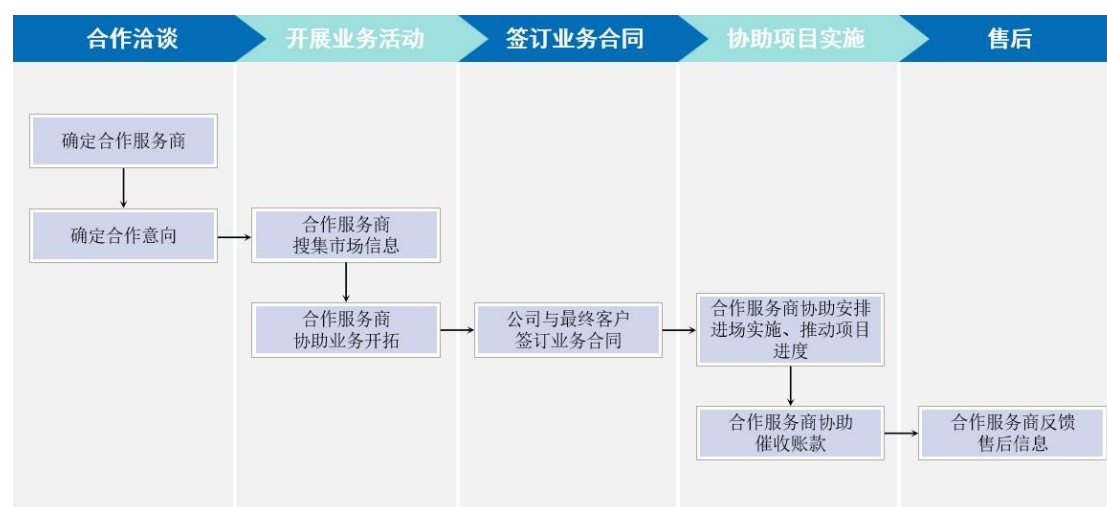 合作洽谈
开展业务活动
签订业务合同
协助项目实施
售后
确定合作服务商
确定合作意向
合作服务商
搜集市场信息
合作服务商
协助业务开拓
公司与最终客户
签订业务合同
合作服务商协助安排
进场实施、推动项目
进度
合作服务商协助
催收账款
合作服务商反馈
售后信息